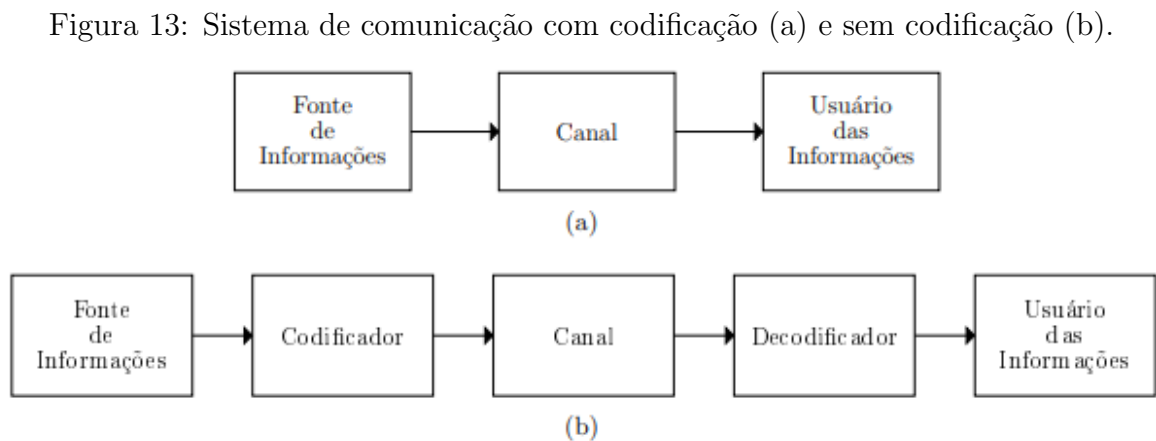 Figura 13: Sistema de comunicação com codificação (a) e sem codificação (b).
Fonte
de
Informações
Canal
Usuário
das
Informações
(a)
Fonte
de
Informações
Codificador
Canal
Decodificador
Usuário
das
Informações
(b)